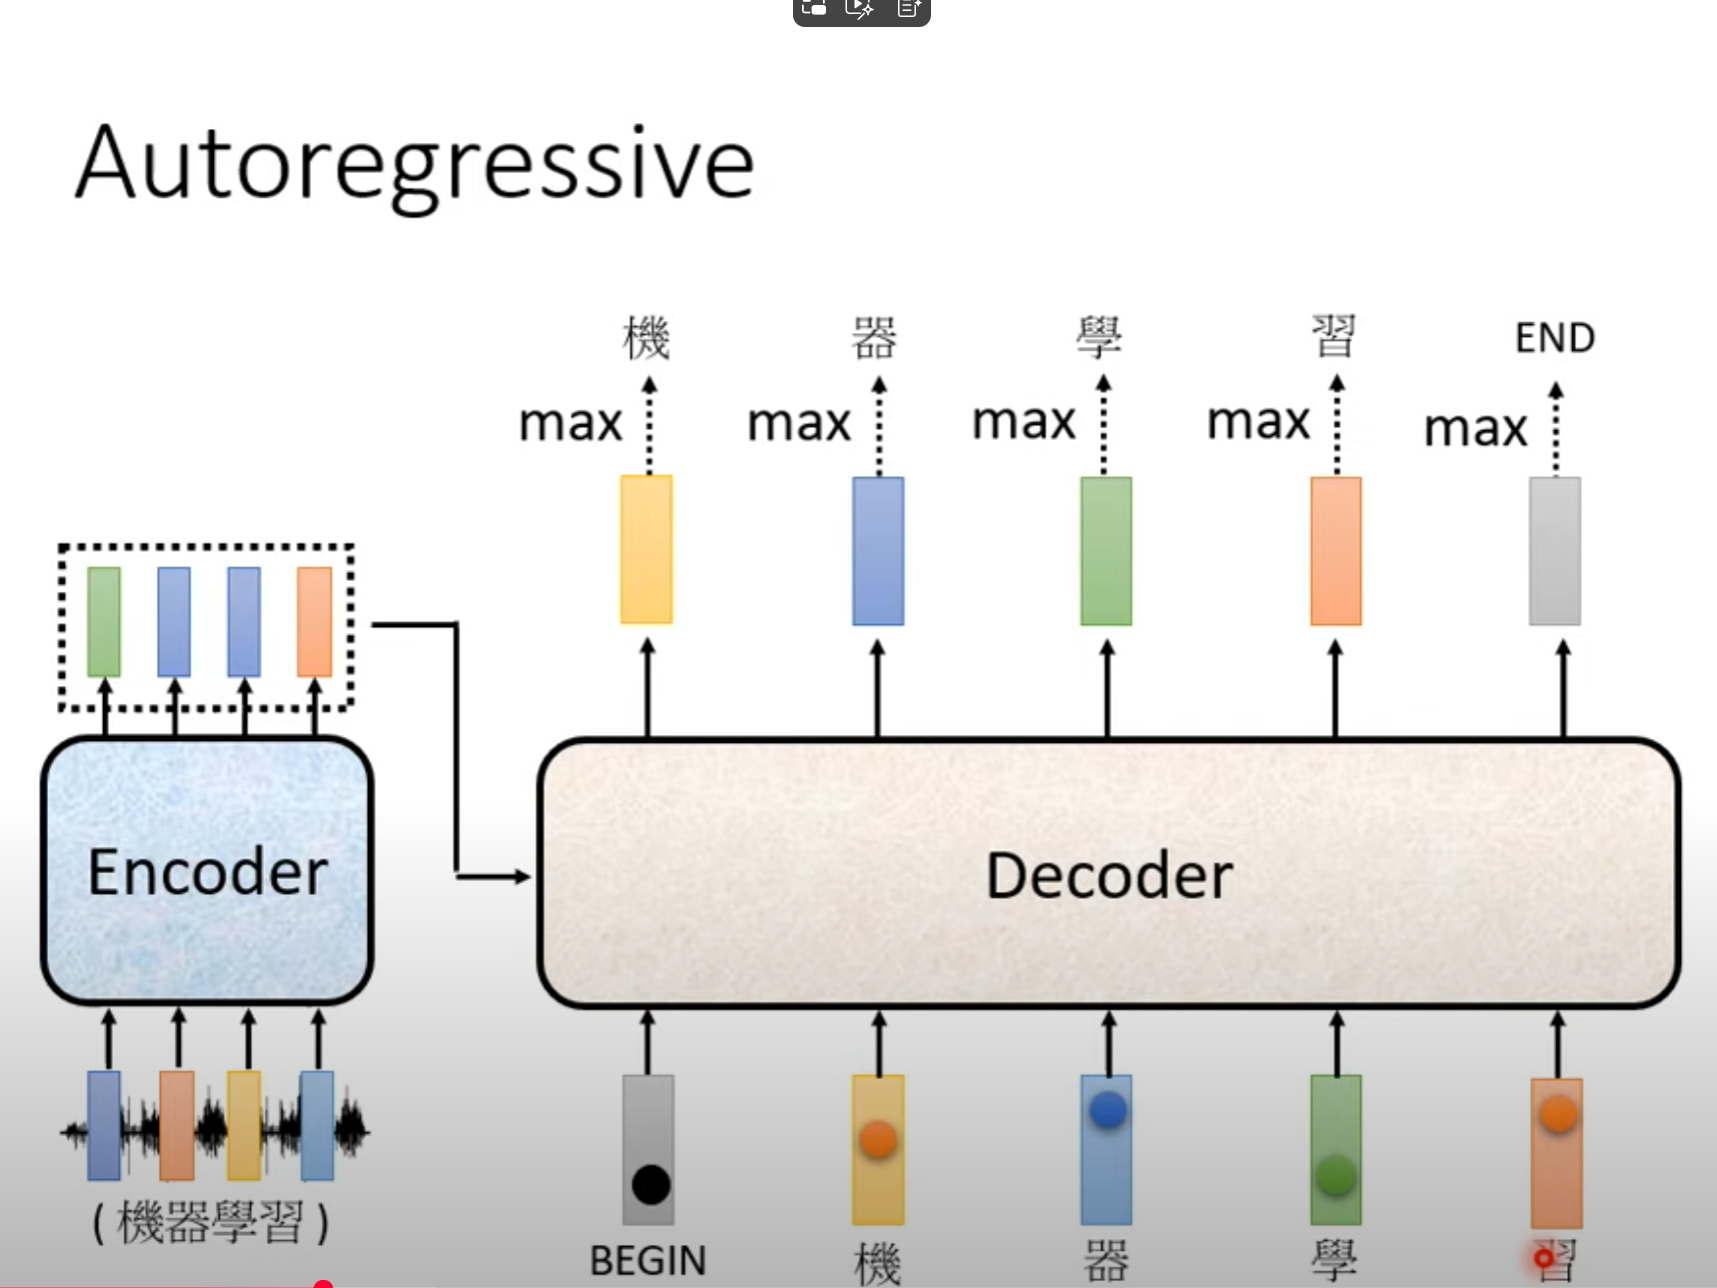 Autoregressive
機 器 學 習 END
max max max max max
Encoder
Decoder
( 機器學習 )
BEGIN 機 器 學 習